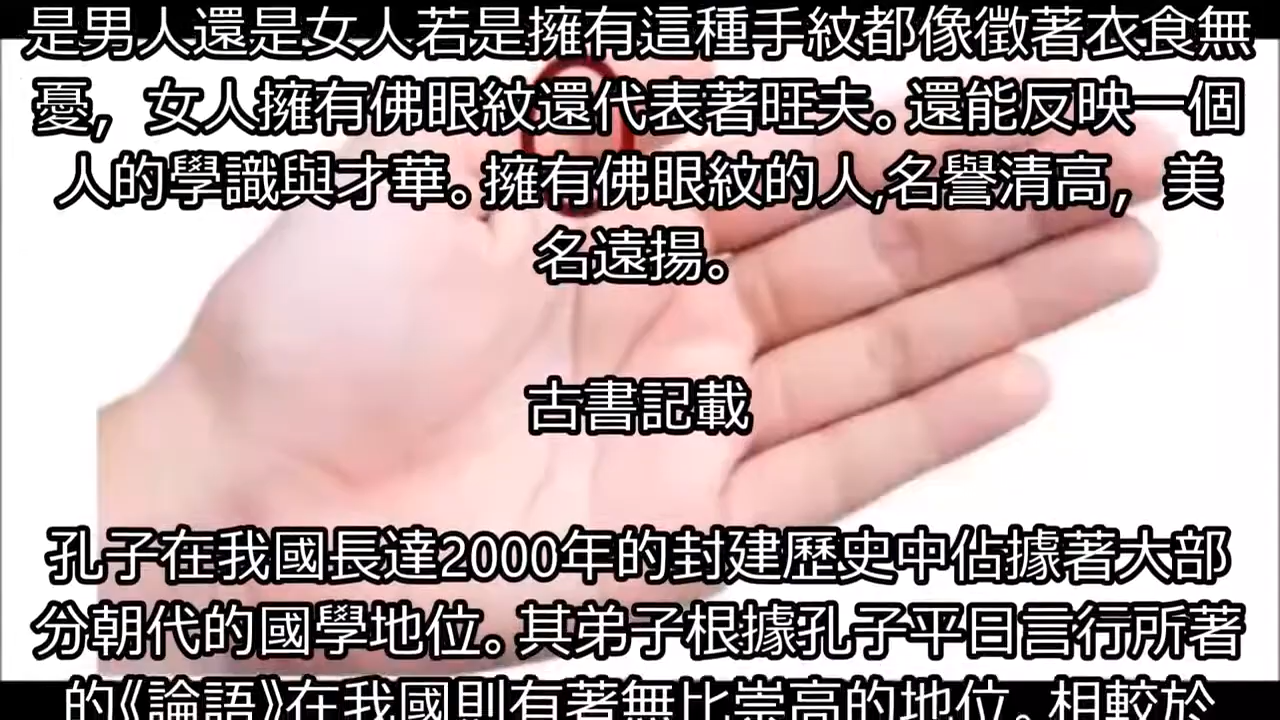 是男人還是女人若是擁有這種手紋都像徵著衣食無
憂，女人擁有佛眼紋還代表著旺夫。還能反映一個
人的學識與才華。擁有佛眼紋的人,名譽清高，美
名遠揚。
古書記載
孔子在我國長達2000年的封建歷史中佔據著大部
分朝代的國學地位。其弟子根據孔子平日言行所著
的《論語》在我國則有著無比崇高的地位。相較於